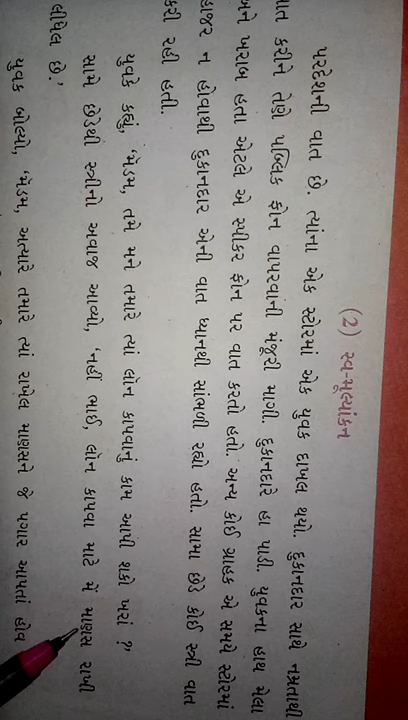 (2) સ્વ-મૂલ્યાંકન
પરદેશની વાત છે. ત્યાંના એક સ્ટોરમાં એક યુવક દાખલ થયો. દુકાનદાર સાથે નમ્રતાથી
વાત કરીને તેણે પબ્લિક ફોન વાપરવાની મંજૂરી માગી. દુકાનદારે હા પાડી. યુવકના હાથ મેલા
અને ખરાબ હતા એટલે એ સ્પીકર ફોન પર વાત કરતો હતો. અન્ય કોઈ ગ્રાહક એ સમયે સ્ટોરમાં
હાજર ન હોવાથી દુકાનદાર એની વાત ધ્યાનથી સાંભળી રહ્યો હતો. સામા છેડે કોઈ સ્ત્રી વાત
કરી રહી હતી.
યુવકે કહ્યું, ‘મેડમ, તમે મને તમારે ત્યાં લોન કાપવાનું કામ આપી શકો ખરાં ?’
સામે છેડેથી સ્ત્રીનો અવાજ આવ્યો, ‘નહીં ભાઈ, લોન કાપવા માટે મેં માણસ રાખી
લીધેલ છે.’
યુવક બોલ્યો, ‘મેડમ, અત્યારે તમારે ત્યાં રાખેલ માણસને જે પગાર આપતાં હોવ